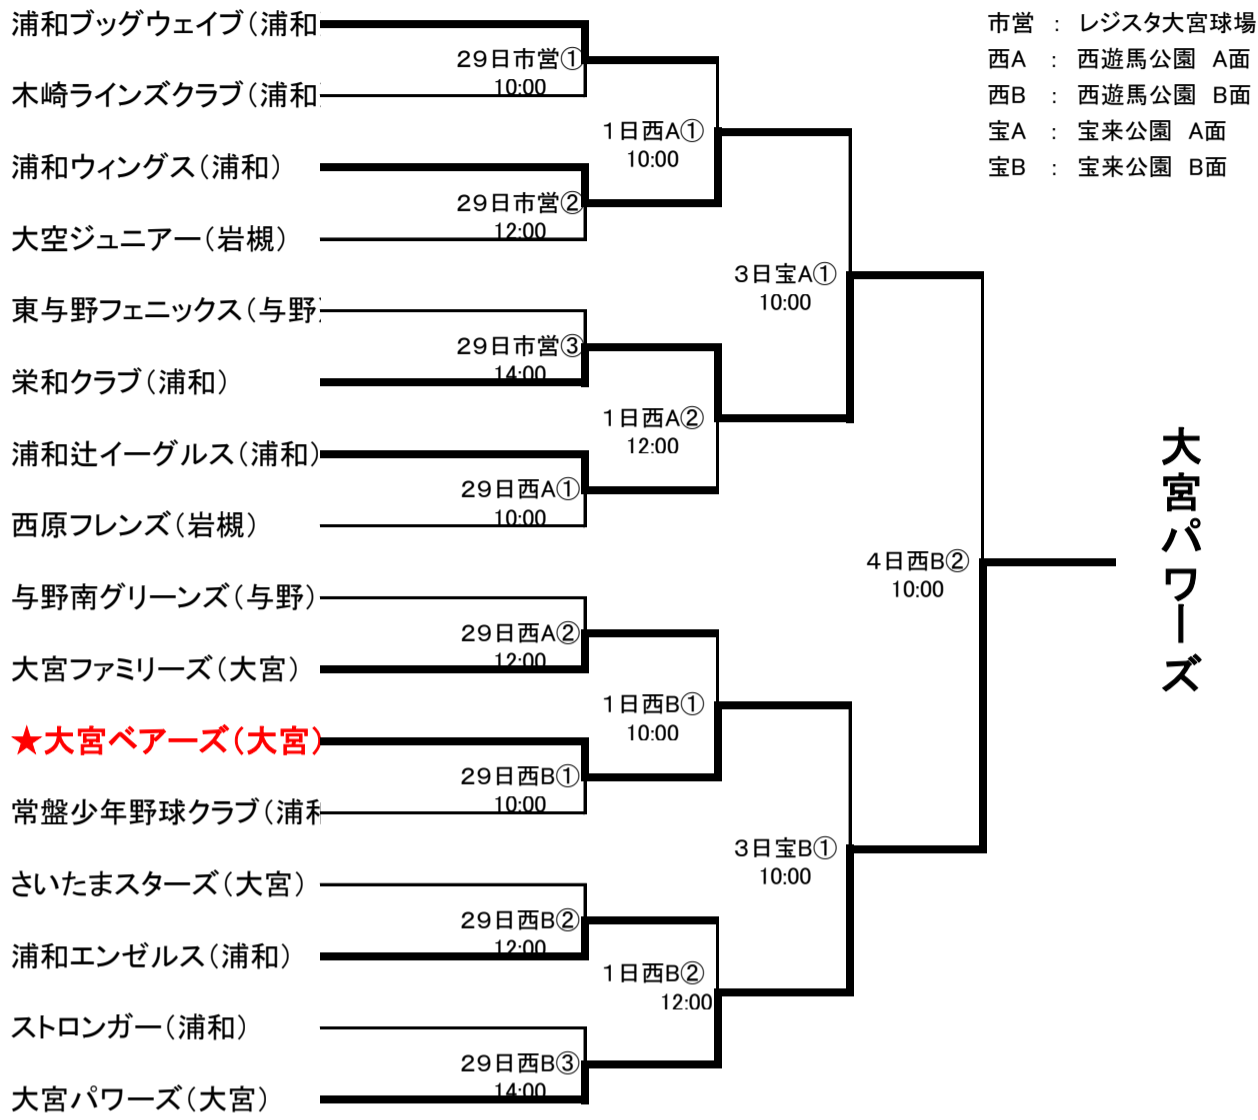 浦和ブッグウェイブ（浦和
木崎ラインズクラブ（浦和
浦和ウィングス（浦和）
大空ジュニアー（岩槻）
東与野フェニックス（与野）
栄和クラブ（浦和）
浦和辻イーグルス（浦和）
西原フレンズ（岩槻）
与野南グリーンズ（与野）
大宮ファミリーズ（大宮）
★大宮ベアーズ（大宮）
常盤少年野球クラブ（浦和
さいたまスターズ（大宮）
浦和エンゼルス（浦和）
ストロンガー（浦和）
大宮パワーズ（大宮）
29日市営①
10:00
29日市営②
12:00
29日市営③
14:00
29日西A①
10:00
29日西A②
12:00
29日西B①
10:00
29日西B②
12:00
29日西B③
14:00
1日西A①
10:00
1日西A②
12:00
1日西B①
10:00
1日西B②
12:00
3日宝A①
10:00
3日宝B①
10:00
4日西B②
10:00
大宮パワーズ
市営 ： レジスタ大宮球場
西A ： 西遊馬公園 A面
西B ： 西遊馬公園 B面
宝A ： 宝来公園 A面
宝B ： 宝来公園 B面